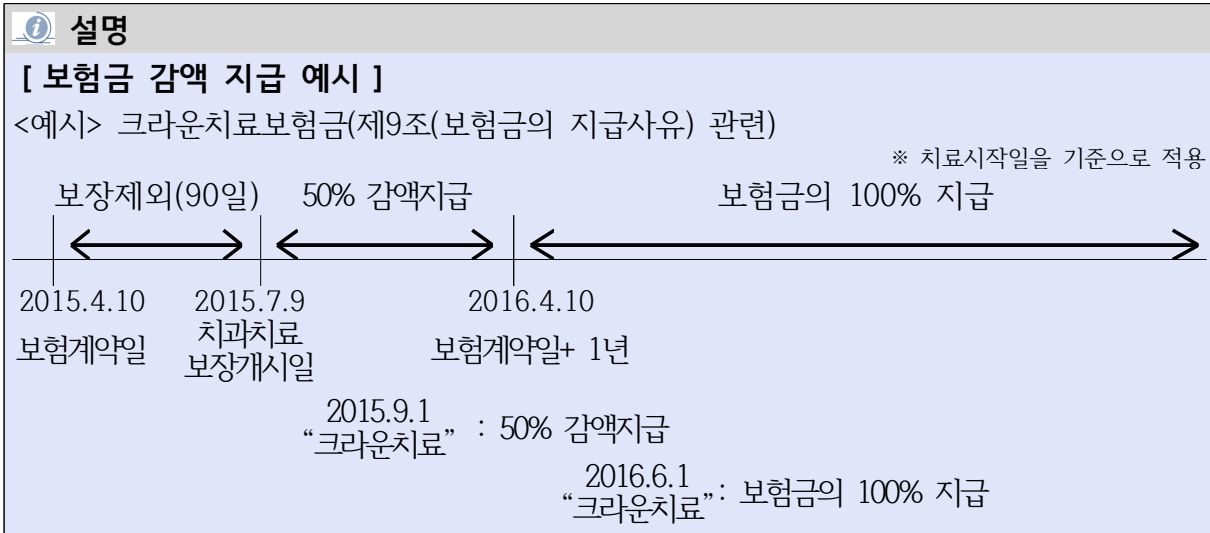 설명
[ 보험금 감액 지급 예시 ]
<예시> 크라운치료보험금(제9조(보험금의 지급사유) 관련)
※ 치료시작일을 기준으로 적용
보장제외(90일) 50% 감액지급 보험금의 100% 지급
2015.4.10 2015.7.9 2016.4.10
보험계약일 치과치료 보장개시일 보험계약일+ 1년
2015.9.1
“크라운치료” : 50% 감액지급
2016.6.1
“크라운치료”: 보험금의 100% 지급